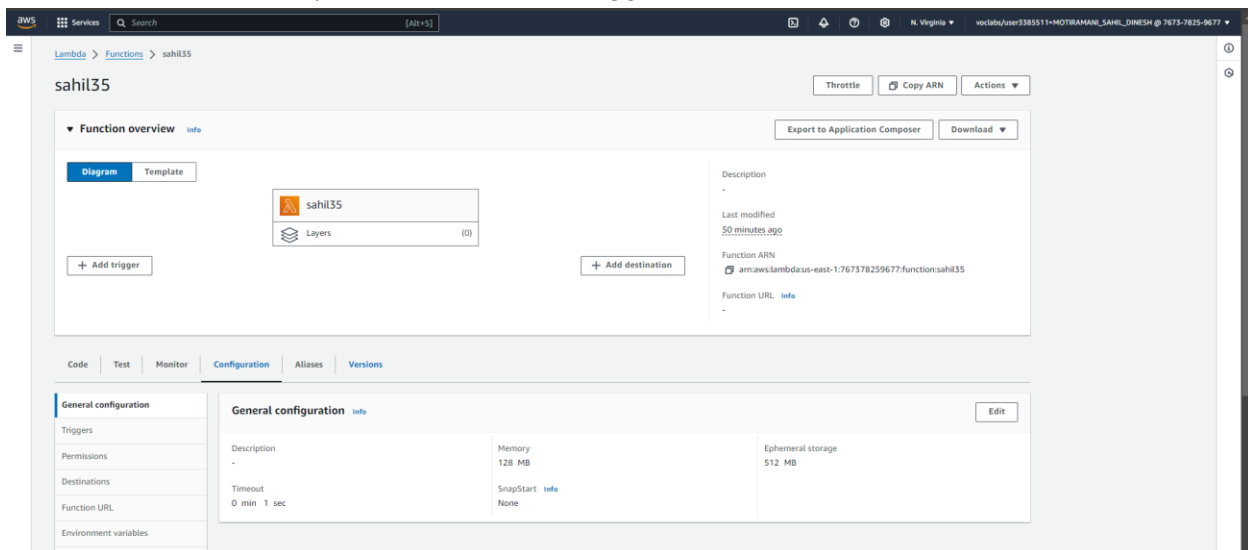 aws Services Search [Alt+S] N. Virginia voclabs/user3385511=MOTIRAMANI_SAHIL_DINESH @ 7673-7825-9677
Lambda > Functions > sahil35
sahil35
Throttle Copy ARN Actions
Function overview Info
Export to Application Composer Download
Diagram Template
sahil35
Layers (0)
+ Add trigger
+ Add destination
Description
-
Last modified
50 minutes ago
Function ARN
arn:aws:lambda:us-east-1:767378259677:function:sahil35
Function URL Info
-
Code Test Monitor Configuration Aliases Versions
General configuration
Triggers
Permissions
Destinations
Function URL
Environment variables
General configuration Info
Edit
Description
-
Memory
128 MB
Ephemeral storage
512 MB
Timeout
0 min 1 sec
SnapStart Info
None